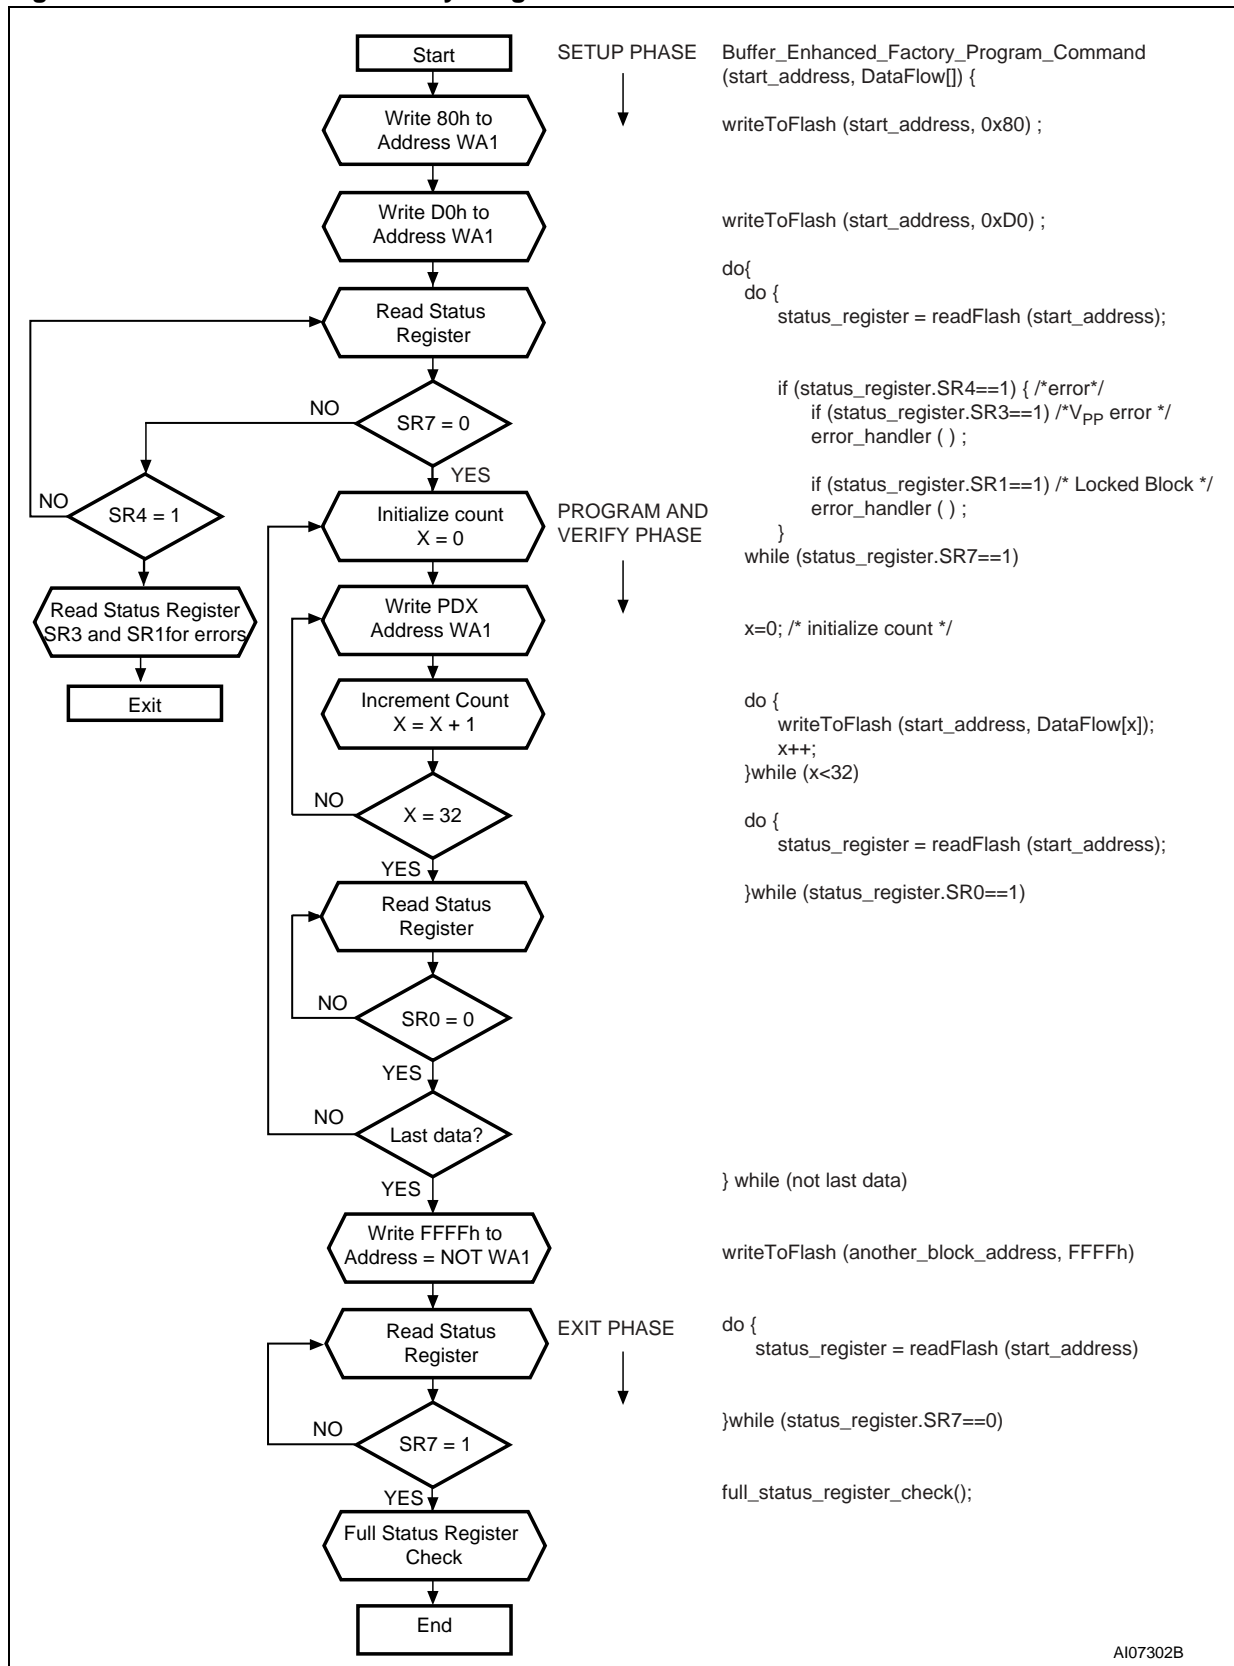 Start
SETUP PHASE
Buffer_Enhanced_Factory_Program_Command
(start_address, DataFlow[]) {
Write 80h to
Address WA1
writeToFlash (start_address, 0x80) ;
Write D0h to
Address WA1
writeToFlash (start_address, 0xD0) ;
do{
do {
Read Status
Register
status_register = readFlash (start_address);
SR7 = 0
NO
YES
if (status_register.SR4==1) { /*error*/
if (status_register.SR3==1) /*VPP error */
error_handler ( ) ;
if (status_register.SR1==1) /* Locked Block */
error_handler ( ) ;
}
while (status_register.SR7==1)
NO
SR4 = 1
Read Status Register
SR3 and SR1for errors
Exit
Initialize count
X = 0
PROGRAM AND
VERIFY PHASE
x=0; /* initialize count */
Write PDX
Address WA1
Increment Count
X = X + 1
do {
writeToFlash (start_address, DataFlow[x]);
x++;
}while (x<32)
NO
X = 32
YES
do {
status_register = readFlash (start_address);
}while (status_register.SR0==1)
Read Status
Register
NO
SR0 = 0
YES
NO
Last data?
YES
} while (not last data)
Write FFFFh to
Address = NOT WA1
writeToFlash (another_block_address, FFFFh)
Read Status
Register
EXIT PHASE
do {
status_register = readFlash (start_address)
}while (status_register.SR7==0)
NO
SR7 = 1
YES
full_status_register_check();
Full Status Register
Check
End
AI07302B